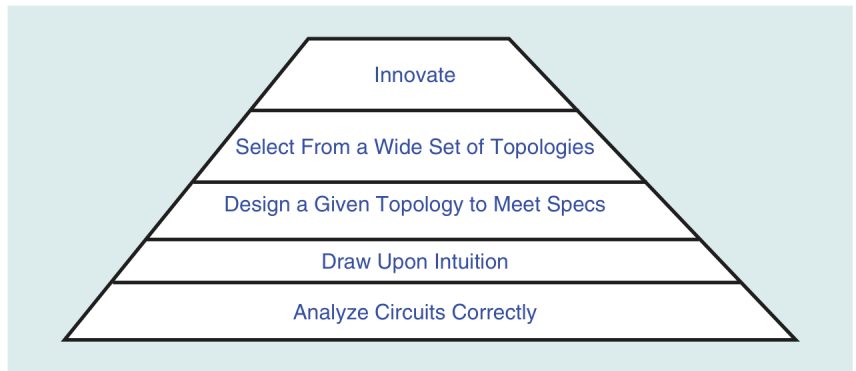 Innovate
Select From a Wide Set of Topologies
Design a Given Topology to Meet Specs
Draw Upon Intuition
Analyze Circuits Correctly